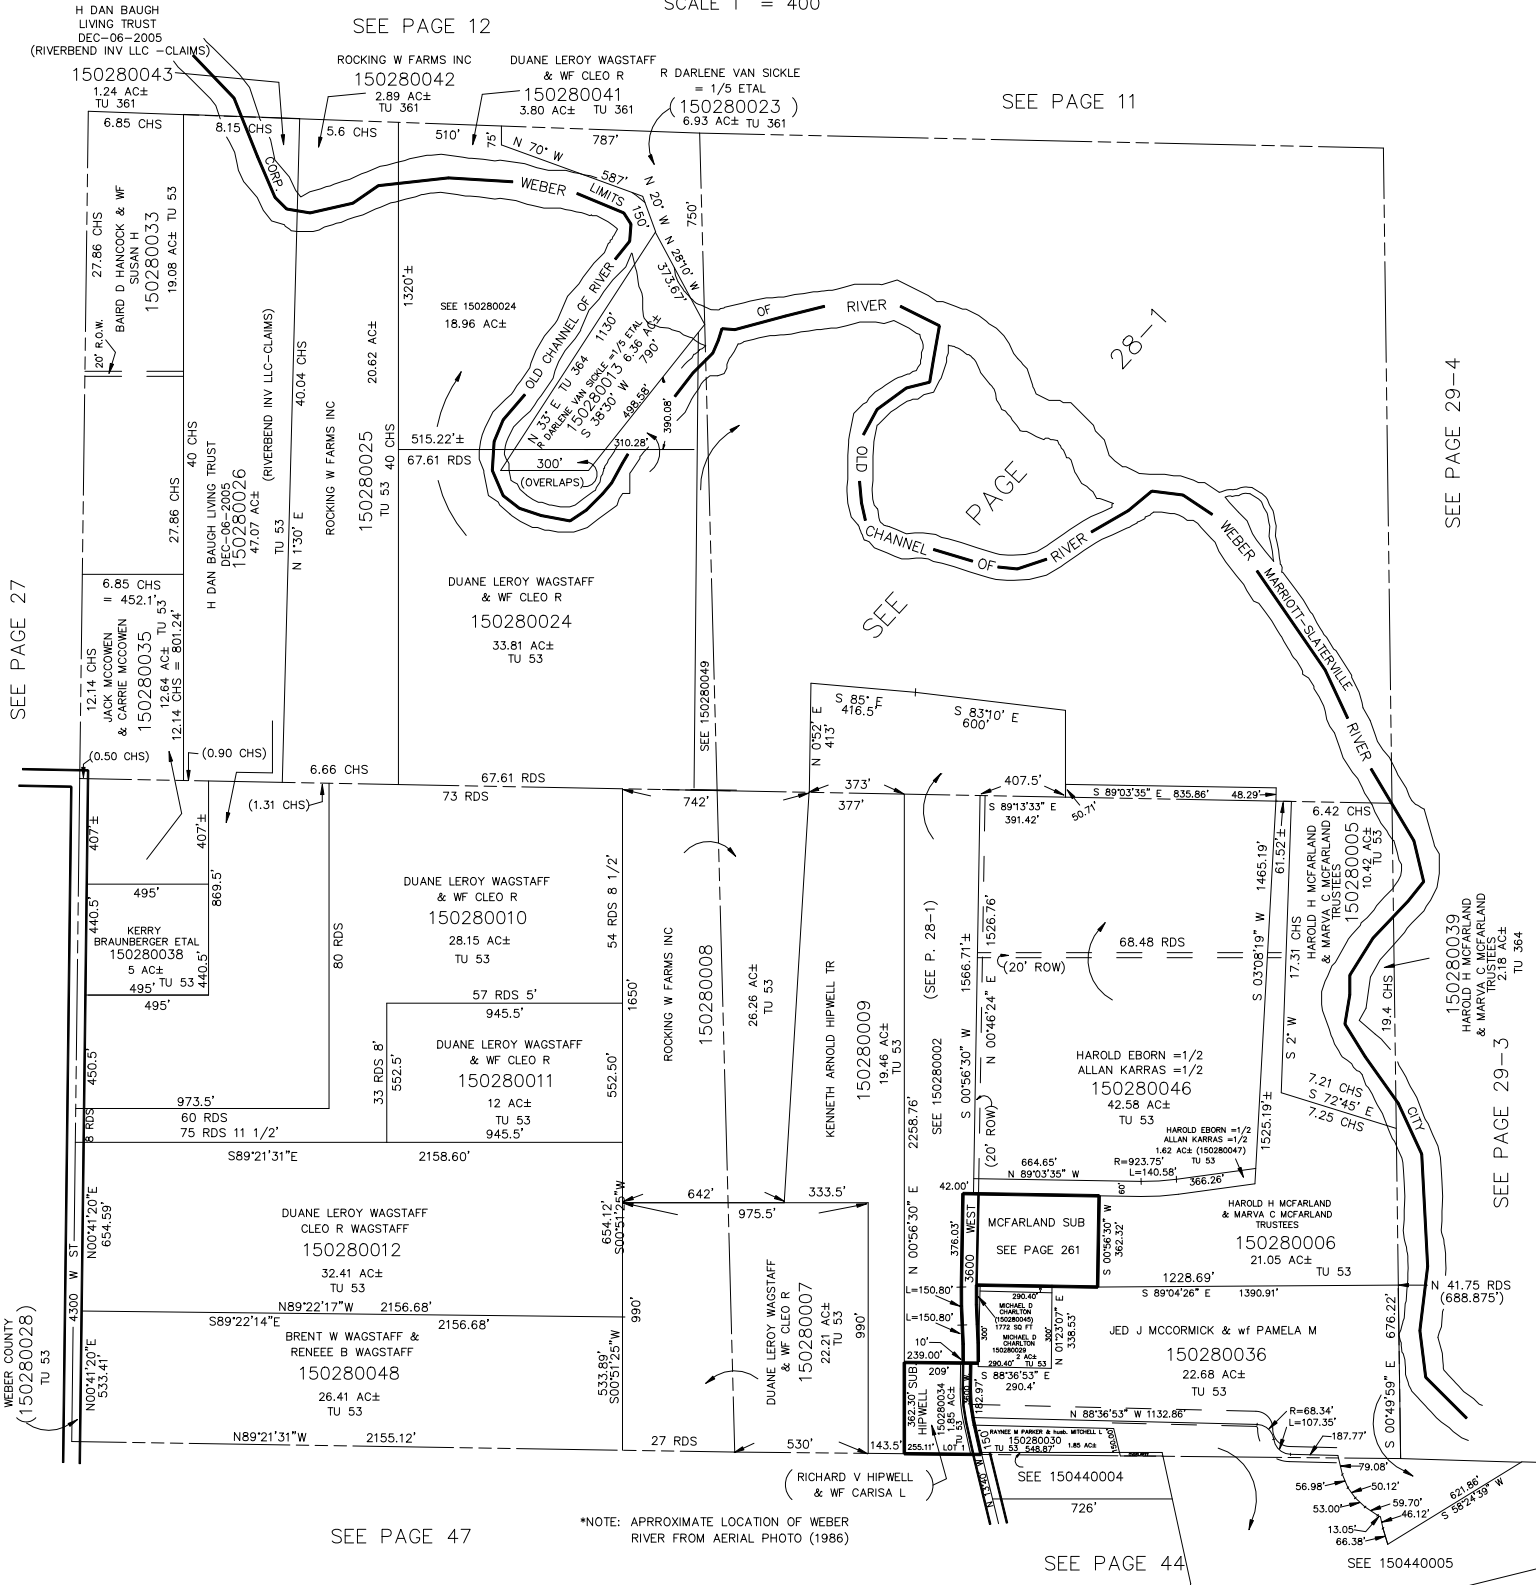 SCALE 1" = 400'
H DAN BAUGH
LIVING TRUST
DEC-06-2005
(RIVERBEND INV LLC -CLAIMS)
150280043
1.24 AC±
TU 361
SEE PAGE 12
ROCKING W FARMS INC
150280042
2.89 AC±
TU 361
DUANE LEROY WAGSTAFF
& WF CLEO R
150280041
3.80 AC± TU 361
R DARLENE VAN SICKLE
= 1/5 ETAL
(150280023 )
6.93 AC± TU 361
SEE PAGE 11
6.85 CHS
8.15 CHS
5.6 CHS
510'
75'
N 70° W
787'
587'
CORP.
WEBER
LIMITS
150'
N 20° W
N 28°10' W
373.67'
750'
27.86 CHS
20' R.O.W.
BAIRD D HANCOCK & WF
SUSAN H
150280033
19.08 AC± TU 53
40 CHS
27.86 CHS
H DAN BAUGH LIVING TRUST
DEC-06-2005
150280026
47.07 AC±
(RIVERBEND INV LLC-CLAIMS)
TU 53
N 1°30' E
40.04 CHS
ROCKING W FARMS INC
150280025
20.62 AC±
TU 53
40 CHS
1320'±
SEE 150280024
18.96 AC±
OLD CHANNEL OF RIVER
N 33° E TU 364 1130'
R DARLENE VAN SICKLE =1/5 ETAL
150280013 6.36 AC±
S 38°30' W 790'
498.58'
390.08'
310.28'
300'
(OVERLAPS)
515.22'±
67.61 RDS
OF
RIVER
28-1
SEE PAGE 29-4
OLD
CHANNEL
OF
RIVER
WEBER
SEE
PAGE
MARRIOTT-SLATERVILLE
RIVER
CITY
SEE PAGE 27
6.85 CHS
= 452.1'
12.14 CHS
JACK MCCOWEN
& CARRIE MCCOWEN
150280035
12.64 AC± TU 53
12.14 CHS = 801.24'
DUANE LEROY WAGSTAFF
& WF CLEO R
150280024
33.81 AC±
TU 53
SEE 150280049
S 85° E
416.5'
S 83°10' E
600'
N 0°52' E
413'
(0.50 CHS)
(0.90 CHS)
6.66 CHS
(1.31 CHS)
67.61 RDS
73 RDS
742'
373'
377'
407.5'
S 89°13'33" E
391.42'
50.71'
S 89°03'35" E 835.86'
48.29'
6.42 CHS
407'±
407'±
495'
440.5'
869.5'
KERRY
BRAUNBERGER ETAL
150280038
5 AC±
TU 53
440.5'
495'
495'
80 RDS
DUANE LEROY WAGSTAFF
& WF CLEO R
150280010
28.15 AC±
TU 53
54 RDS 8 1/2'
1650'
57 RDS 5'
945.5'
33 RDS 8'
552.5'
DUANE LEROY WAGSTAFF
& WF CLEO R
150280011
12 AC±
TU 53
945.5'
552.50'
450.5'
8 RDS
973.5'
60 RDS
75 RDS 11 1/2'
S89°21'31"E
2158.60'
ROCKING W FARMS INC
150280008
26.26 AC±
TU 53
KENNETH ARNOLD HIPWELL TR
150280009
19.46 AC±
TU 53
2258.76'
N 00°56'30" E
SEE 150280002
(SEE P. 28-1)
S 00°56'30" W
1566.71'±
1526.76'
N 00°46'24" E
(20' ROW)
(20' ROW)
68.48 RDS
HAROLD EBORN =1/2
ALLAN KARRAS =1/2
150280046
42.58 AC±
TU 53
HAROLD EBORN =1/2
ALLAN KARRAS =1/2
1.62 AC± (150280047)
TU 53
1465.19'
S 03°08'19" W
1525.19'±
61.52'±
17.31 CHS
S 2° W
HAROLD H MCFARLAND
& MARVA C MCFARLAND
TRUSTEES
150280005
10.42 AC±
TU 53
19.4 CHS
7.21 CHS
S 72°45' E
7.25 CHS
150280039
HAROLD H MCFARLAND
& MARVA C MCFARLAND
TRUSTEES
2.18 AC±
TU 364
SEE PAGE 29-3
664.65'
N 89°03'35" W
R=923.75'
L=140.58'
366.26'
42.00'
60'
642'
333.5'
975.5'
N00°41'20"E
654.59'
DUANE LEROY WAGSTAFF
CLEO R WAGSTAFF
150280012
32.41 AC±
TU 53
654.12'
S00°51'25"W
990'
4300 W ST
N89°22'17"W 2156.68'
S89°22'14"E 2156.68'
BRENT W WAGSTAFF &
RENEEE B WAGSTAFF
150280048
26.41 AC±
TU 53
N00°41'20"E
533.41'
533.89'
S00°51'25"W
N89°21'31"W 2155.12'
WEBER COUNTY
(150280028)
TU 53
DUANE LEROY WAGSTAFF
& WF CLEO R
150280007
22.21 AC±
TU 53
990'
27 RDS
530'
143.5'
376.03'
3600 WEST
MCFARLAND SUB
SEE PAGE 261
S 00°56'30" W
362.32'
HAROLD H MCFARLAND
& MARVA C MCFARLAND
TRUSTEES
150280006
21.05 AC±
TU 53
1228.69'
S 89°04'26" E 1390.91'
N 41.75 RDS
(688.875')
L=150.80'
L=150.80'
10'
239.00'
209'
290.40'
MICHAEL D
CHARLTON
(150280045)
1772 SQ FT
MICHAEL D
CHARLTON
150280029
2 AC±
300'
300'
290.40' TU 53
N 01°23'07" E
338.53'
S 88°36'53" E
290.4'
JED J MCCORMICK & wf PAMELA M
150280036
22.68 AC±
TU 53
676.22'
S 00°49'59" E
362.30'
HIPWELL SUB
150280034
1.85 AC±
TU 53
255.11' LOT 1
3600 W
182.97'
150'
N 13°40' W
N 88°36'53" W 1132.86'
RAYNEE M PARKER & husb. MITCHELL L
150280030
TU 53 548.87' 1.85 AC±
150.00'
SEE 150440004
726'
R=68.34'
L=107.35'
187.77'
79.08'
56.98'
50.12'
53.00'
59.70'
46.12'
13.05'
66.38'
621.86'
S 58°24'39" W
(RICHARD V HIPWELL
& WF CARISA L)
*NOTE: APRROXIMATE LOCATION OF WEBER
RIVER FROM AERIAL PHOTO (1986)
SEE PAGE 47
SEE PAGE 44
SEE 150440005